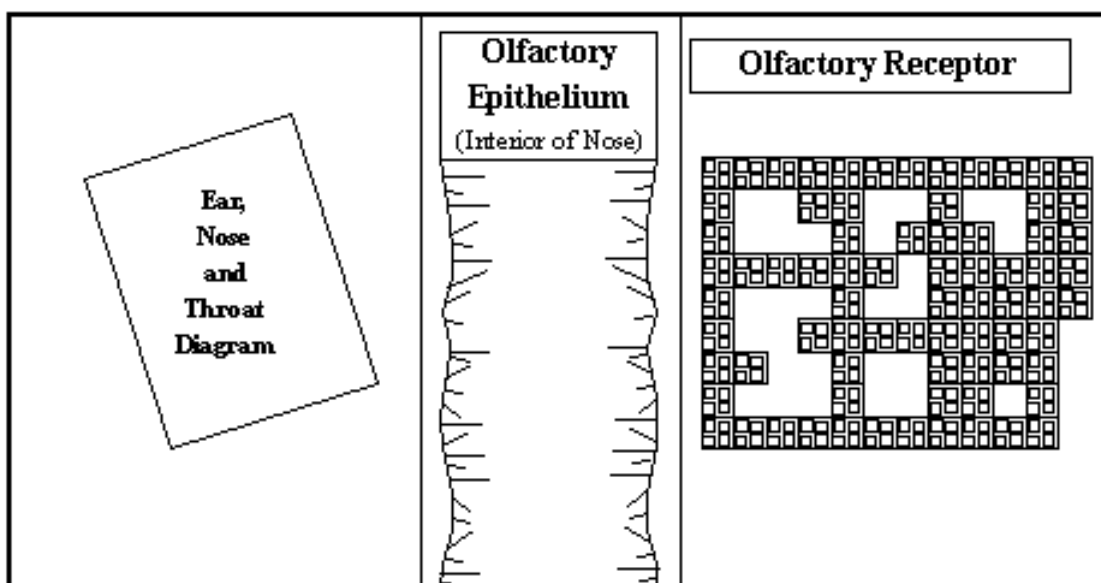 Ear,
Nose
and
Throat
Diagram
Olfactory
Epithelium
(Interior of Nose)
Olfactory Receptor